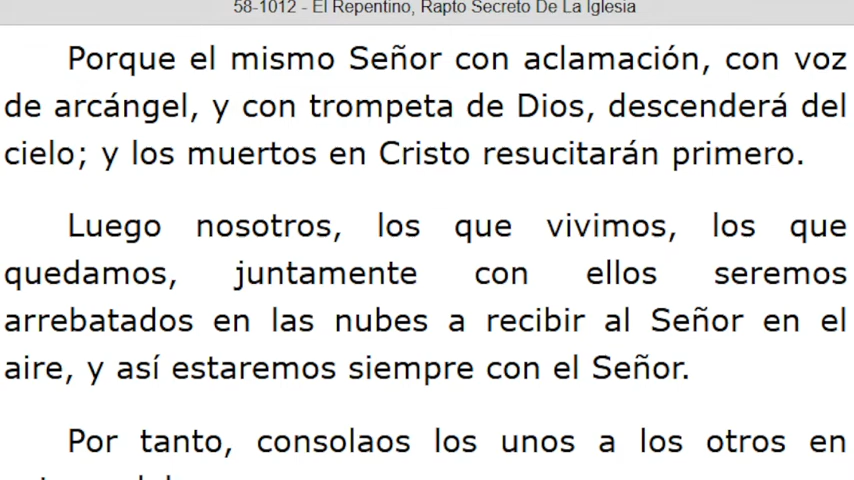 58-1012 - El Repentino, Rapto Secreto De La Iglesia
Porque el mismo Señor con aclamación, con voz
de arcángel, y con trompeta de Dios, descenderá del
cielo; y los muertos en Cristo resucitarán primero.
Luego nosotros, los que vivimos, los que
quedamos, juntamente con ellos seremos
arrebatados en las nubes a recibir al Señor en el
aire, y así estaremos siempre con el Señor.
Por tanto, consolaos los unos a los otros en